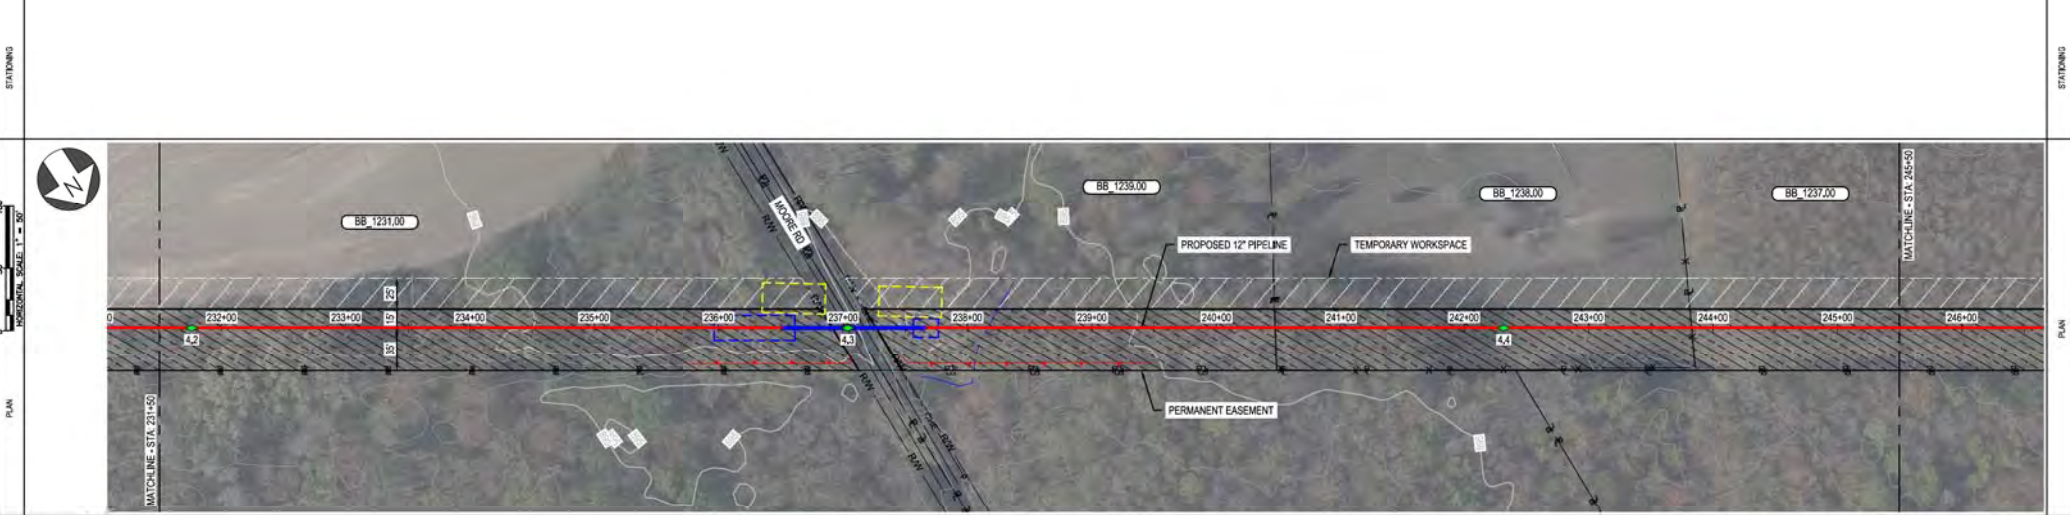 STATIONING
STATIONING
N
HORIZONTAL SCALE: 1" = 50'
BB_1231.00
MOORE RD
BB_1239.00
BB_1238.00
BB_1237.00
MATCHLINE - STA: 245+50
R/W
PROPOSED 12" PIPELINE
TEMPORARY WORKSPACE
25'
15'
35'
232+00
233+00
234+00
235+00
236+00
237+00
238+00
239+00
240+00
241+00
242+00
243+00
244+00
245+00
246+00
4.2
4.3
4.4
PLAN
PLAN
MATCHLINE - STA: 231+50
R/W
R/W
R/W
PERMANENT EASEMENT